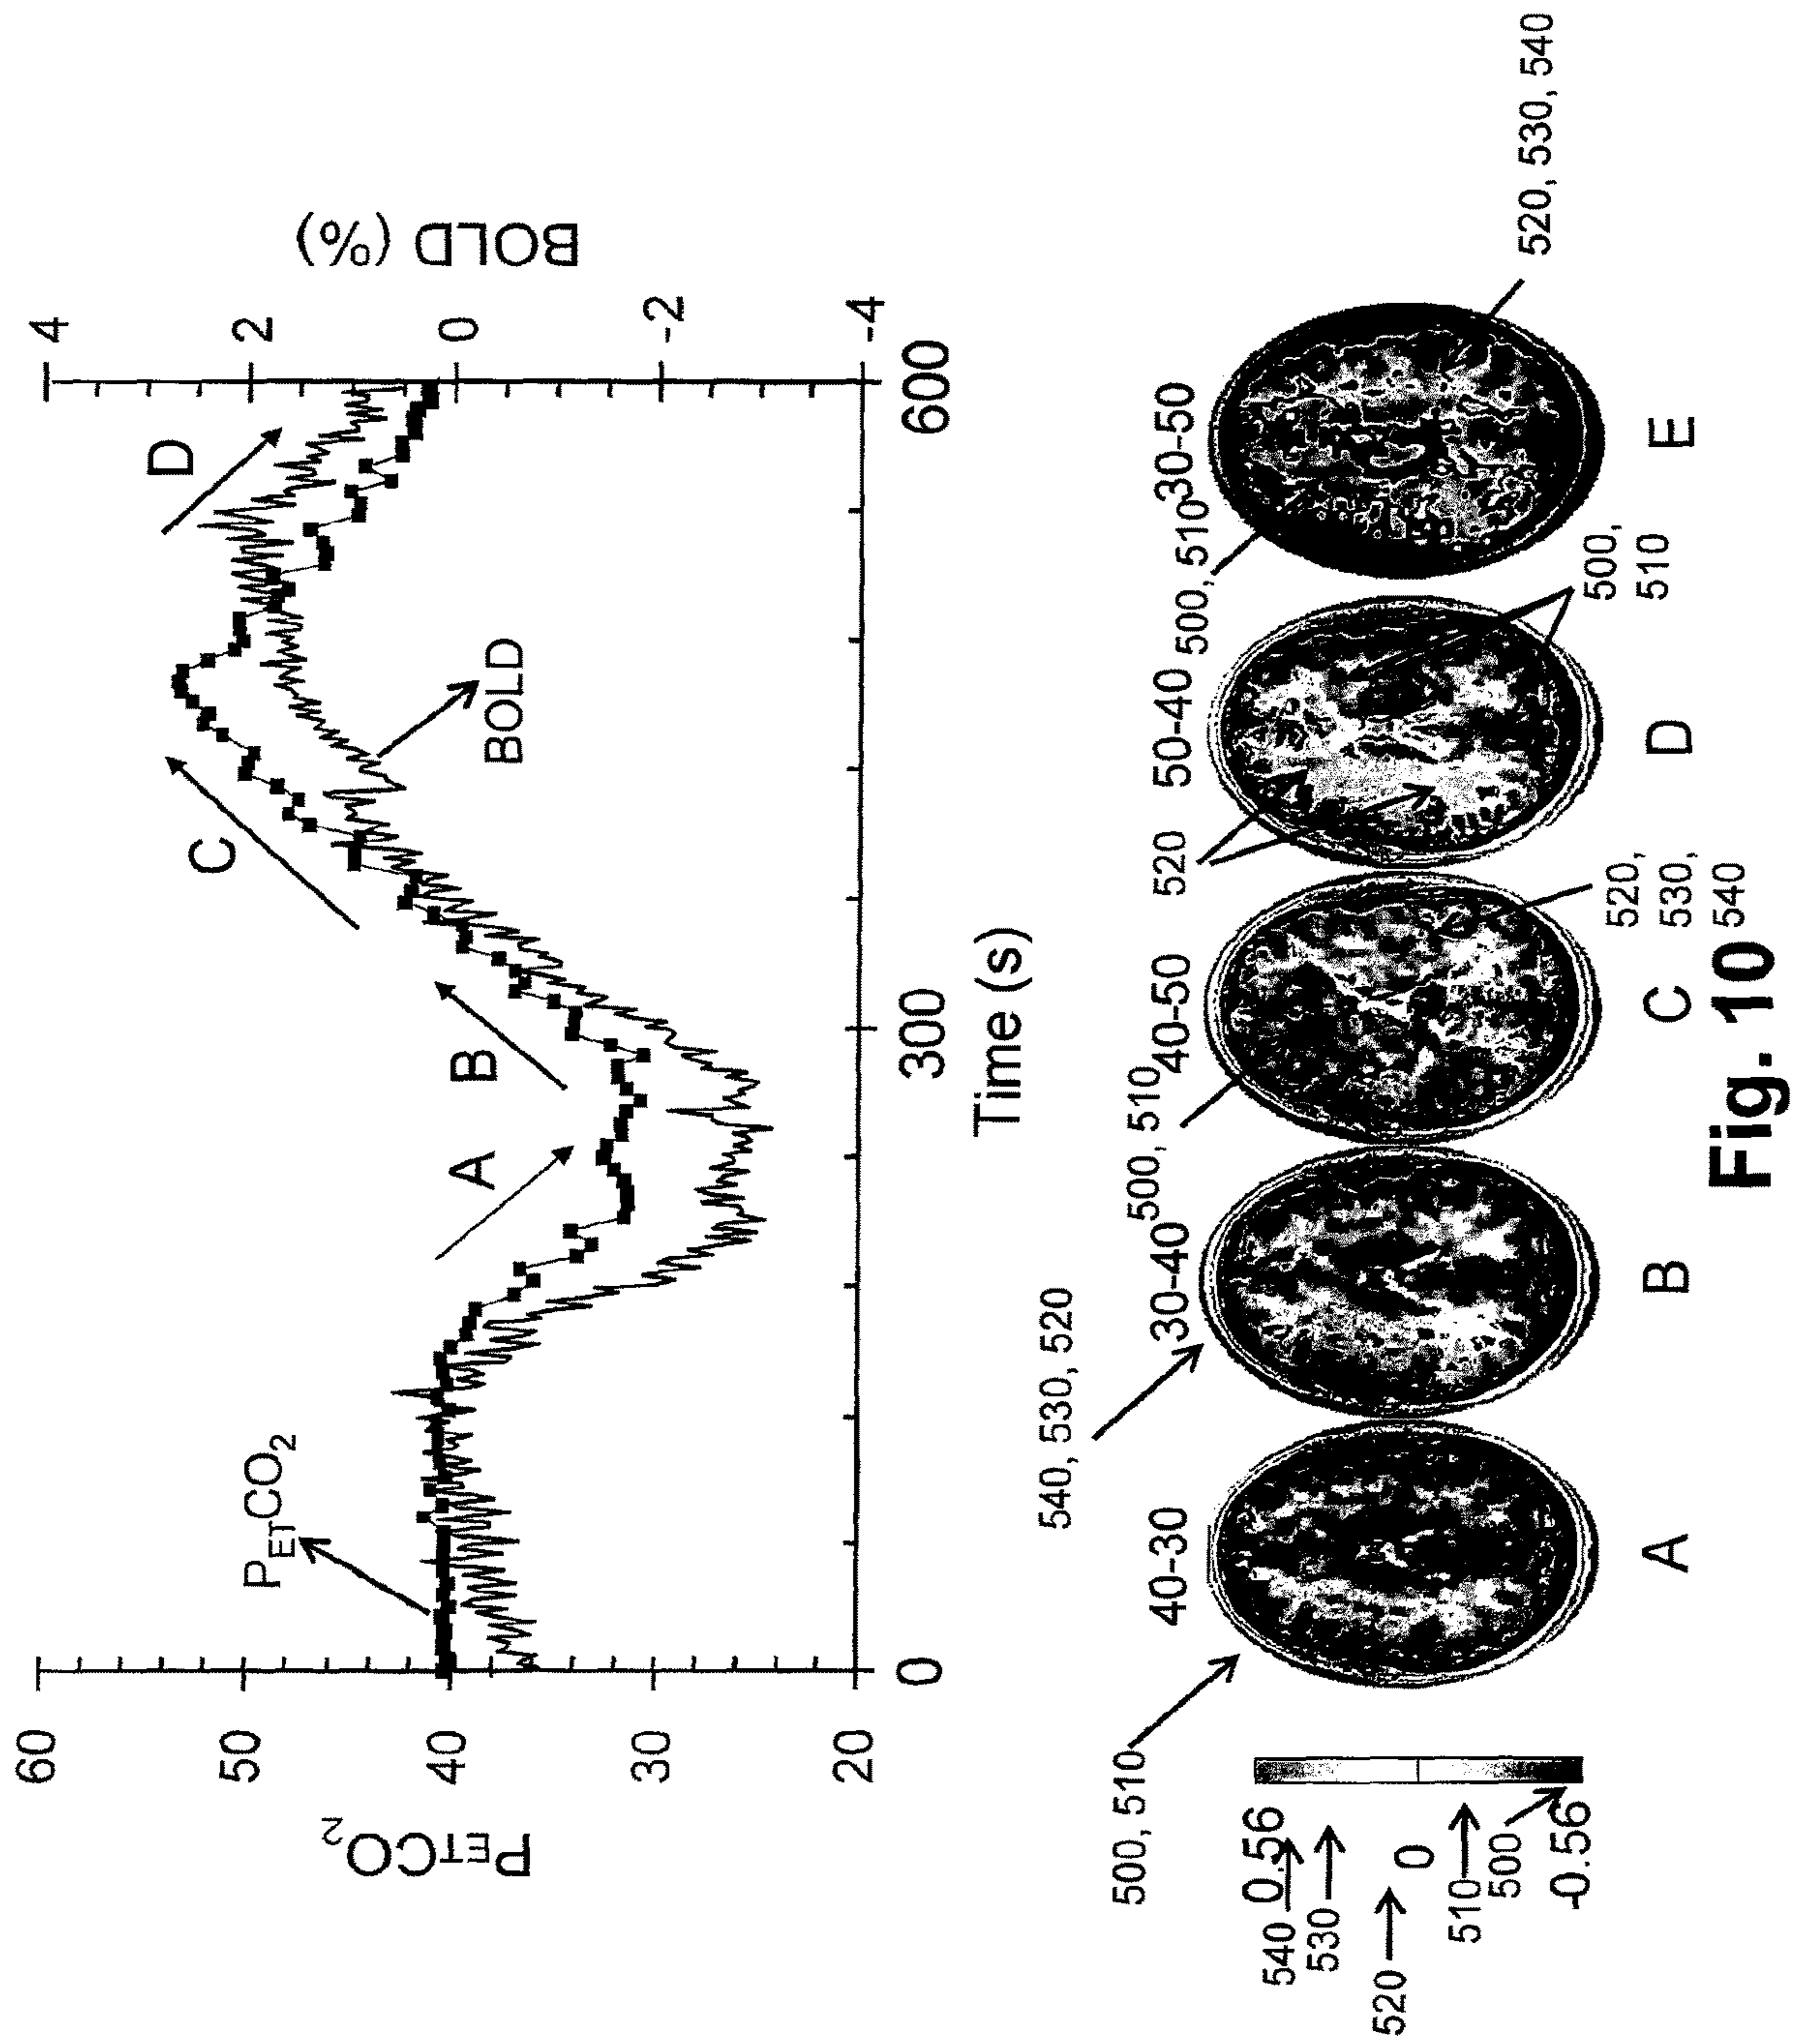 60
50
40
30
20
PETCO2
PETCO2
A
B
C
D
BOLD
4
2
0
-2
-4
BOLD (%)
0
300
600
Time (s)
540, 530, 520
500, 510
500, 510
500, 510
520
40-30
30-40
40-50
50-40
30-50
0.56
0
-0.56
540
530
520
510
500
520,
530,
540
500,
510
520, 530, 540
A
B
C
D
E
Fig. 10